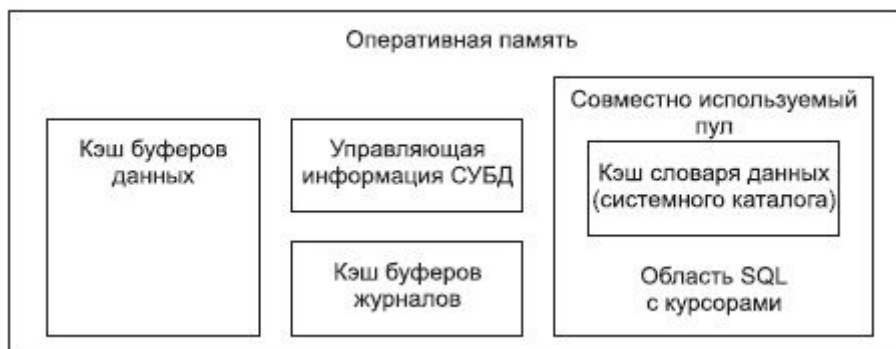 Оперативная память
Кэш буферов
данных
Управляющая
информация СУБД
Кэш буферов
журналов
Совместно используемый
пул
Кэш словаря данных
(системного каталога)
Область SQL
с курсорами